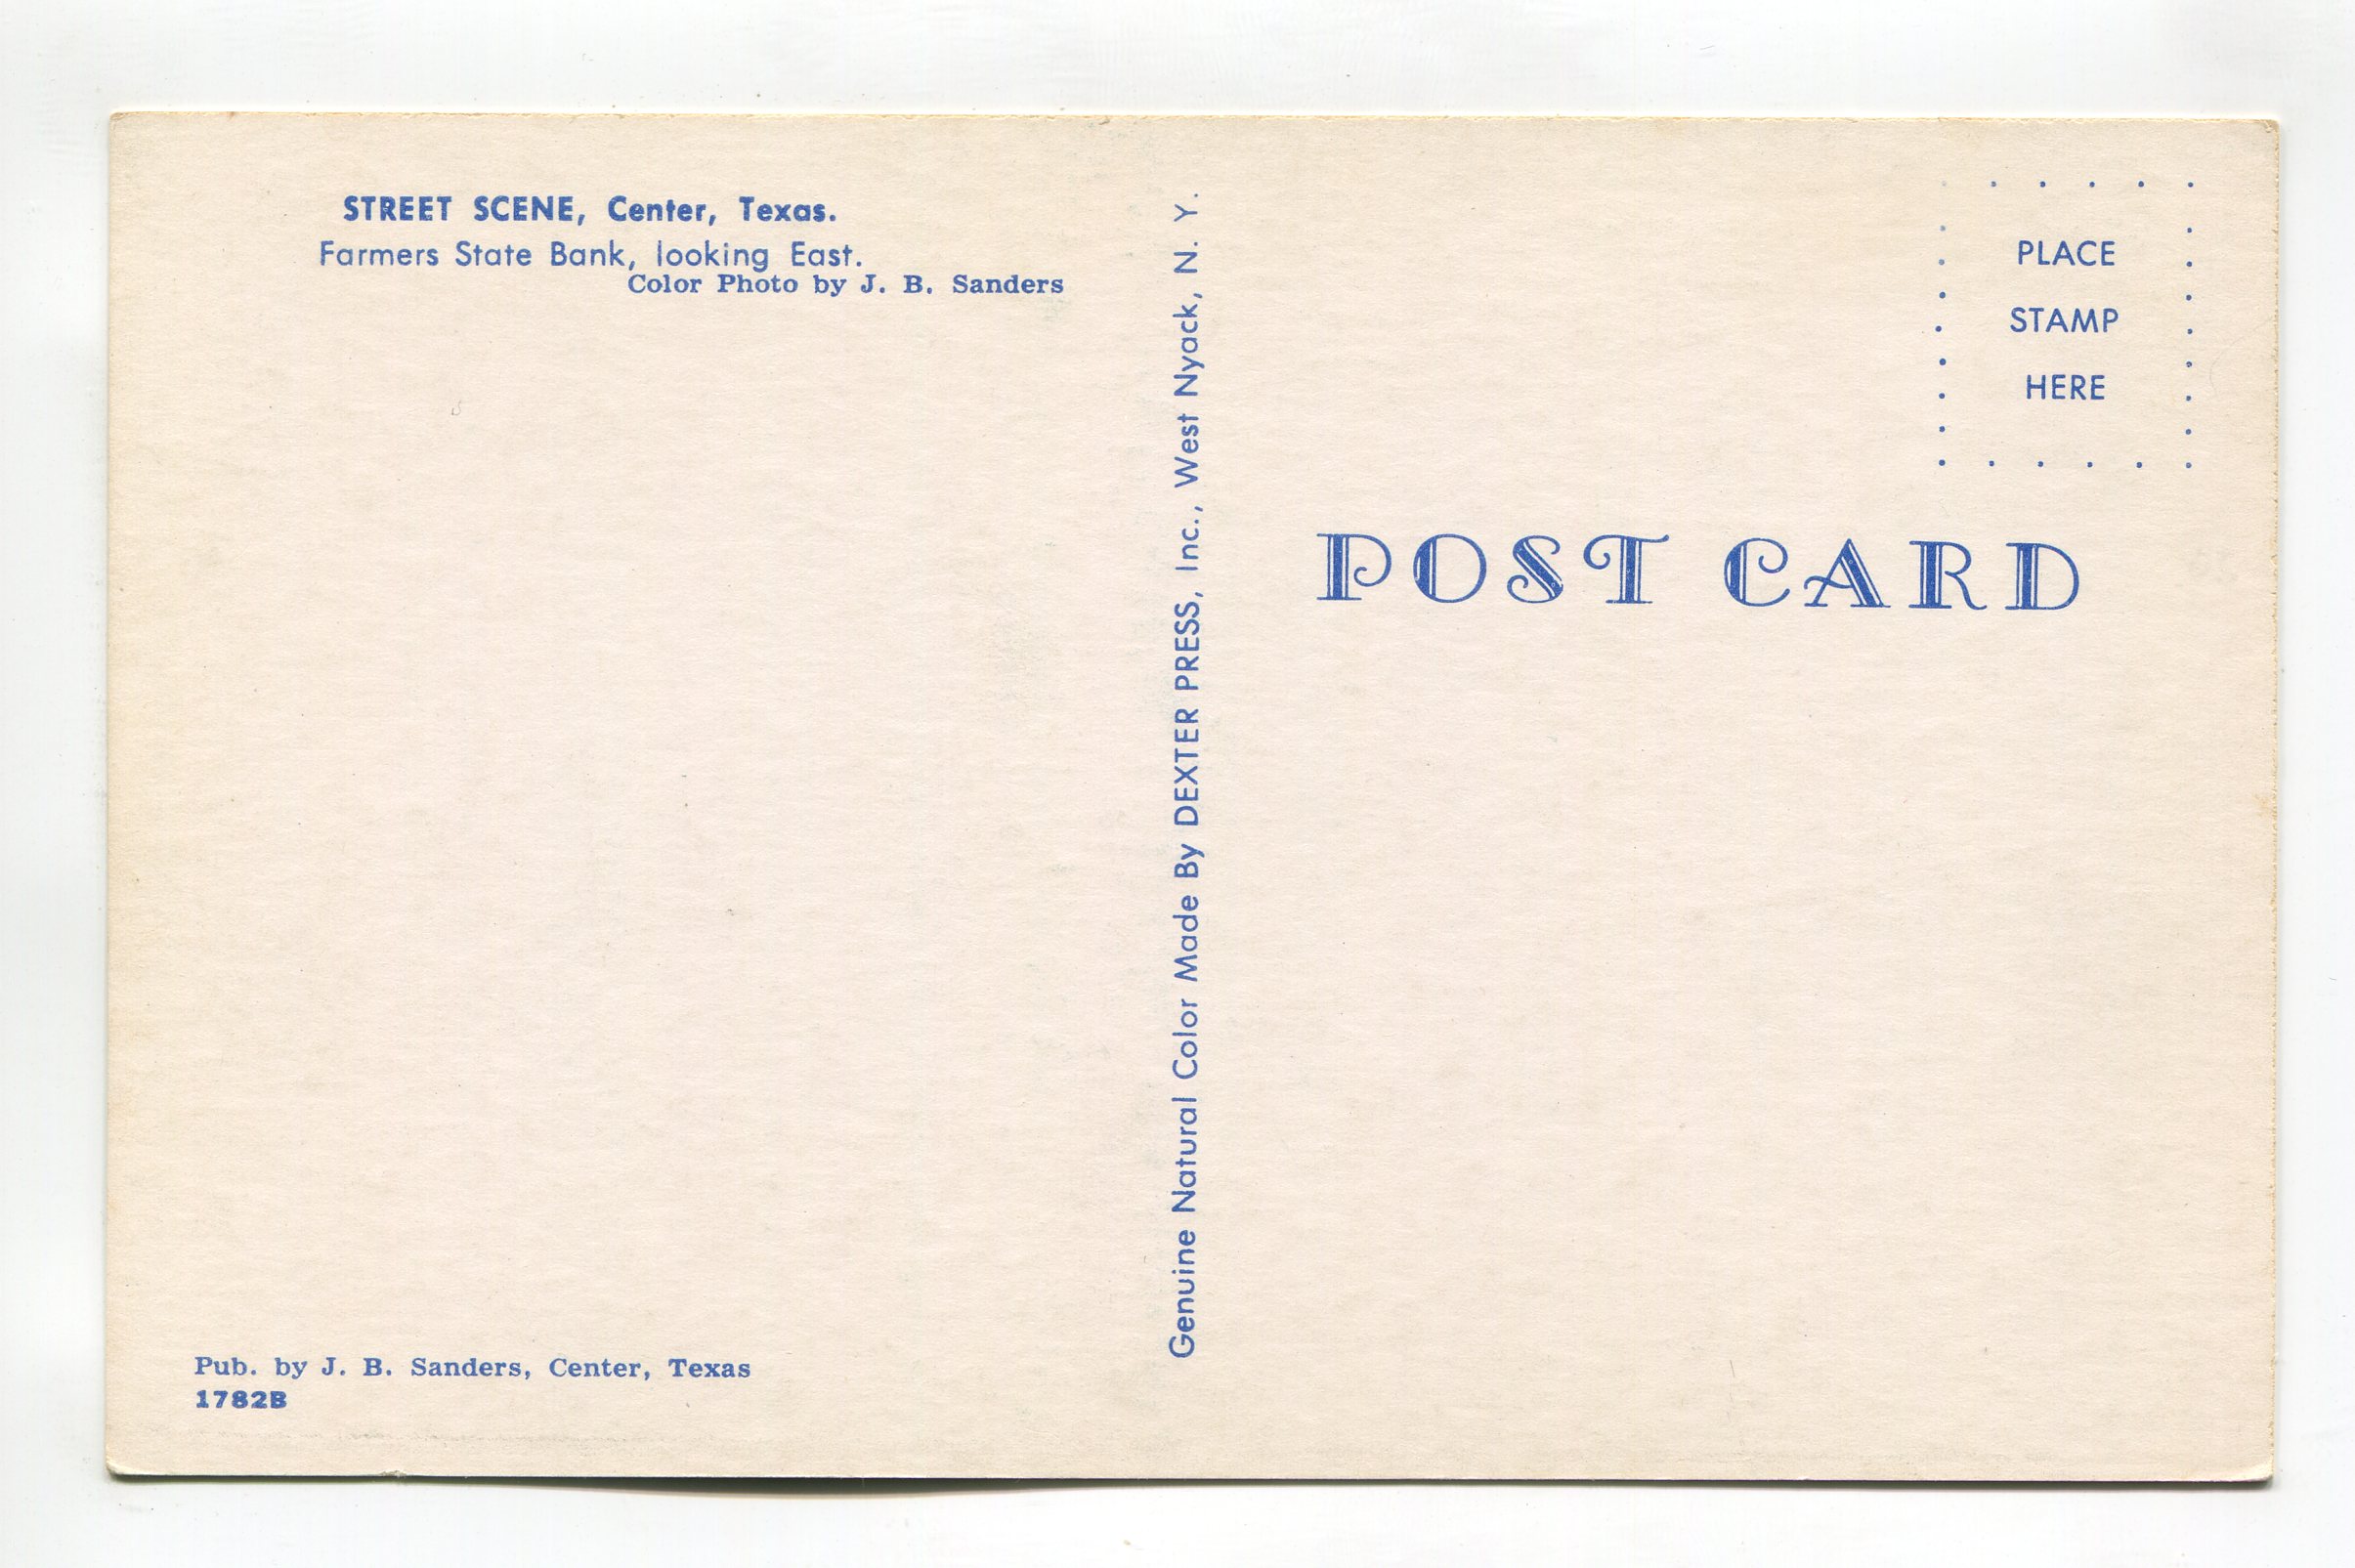 STREET SCENE, Center, Texas.
Farmers State Bank, looking East.
Color Photo by J. B. Sanders
Pub. by J. B. Sanders, Center, Texas
1782B
Genuine Natural Color Made By DEXTER PRESS, Inc., West Nyack, N. Y.
PLACE
STAMP
HERE
POST CARD